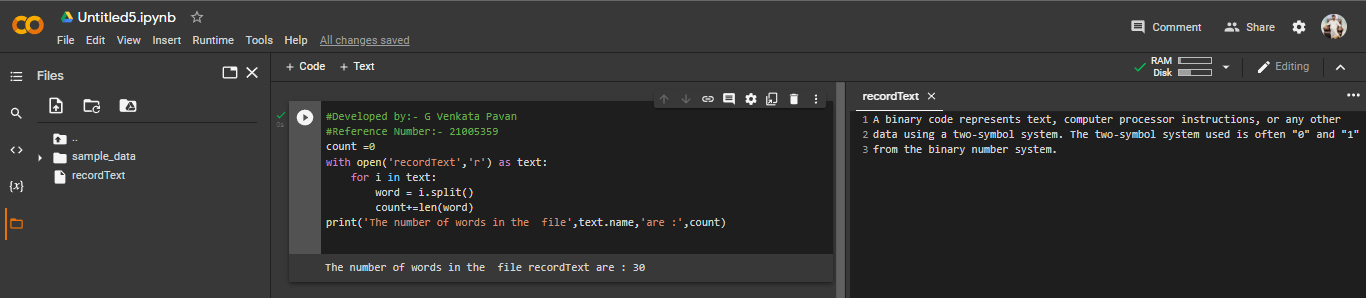 Untitled5.ipynb
File Edit View Insert Runtime Tools Help All changes saved
Comment Share
Files
+ Code + Text
RAM
Disk
Editing
..
sample_data
recordText
{x}
#Developed by:- G Venkata Pavan
#Reference Number:- 21005359
count =0
with open('recordText','r') as text:
    for i in text:
        word = i.split()
        count+=len(word)
print('The number of words in the  file',text.name,'are :',count)
The number of words in the  file recordText are : 30
recordText
1 A binary code represents text, computer processor instructions, or any other
2 data using a two-symbol system. The two-symbol system used is often "0" and "1"
3 from the binary number system.